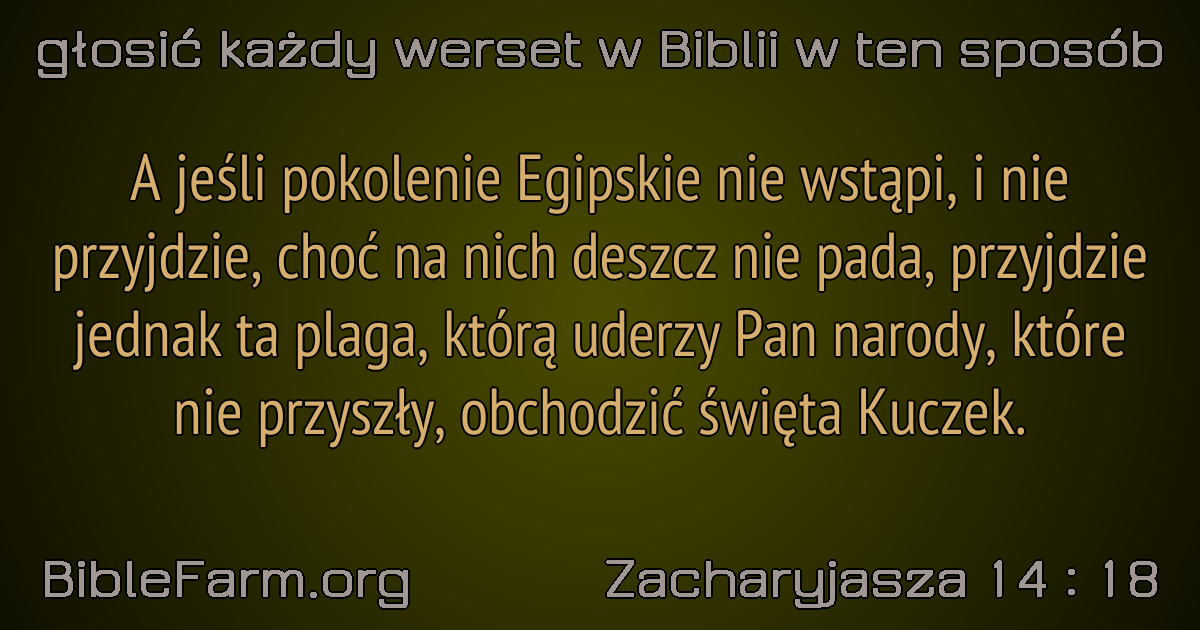 głosić każdy werset w Biblii w ten sposób
A jeśli pokolenie Egipskie nie wstąpi, i nie
przyjdzie, choć na nich deszcz nie pada, przyjdzie
jednak ta plaga, którą uderzy Pan narody, które
nie przyszły, obchodzić święta Kuczek.
BibleFarm.org
Zacharyjasza 14 : 18